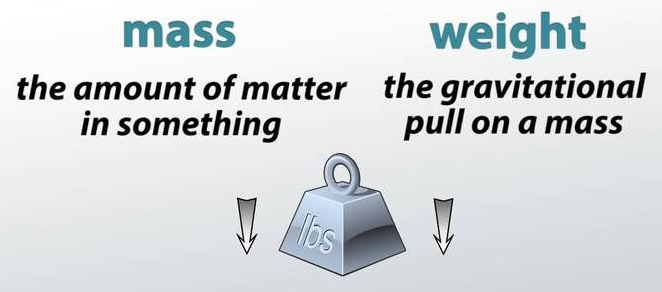 mass
the amount of matter
in something
weight
the gravitational
pull on a mass
lbs